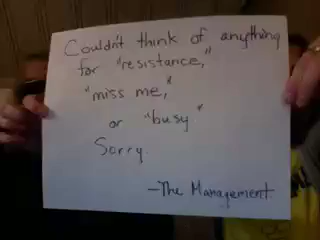 Couldn't think of anything
for "resistance,"
"miss me,"
or "busy"
Sorry.
—The Management